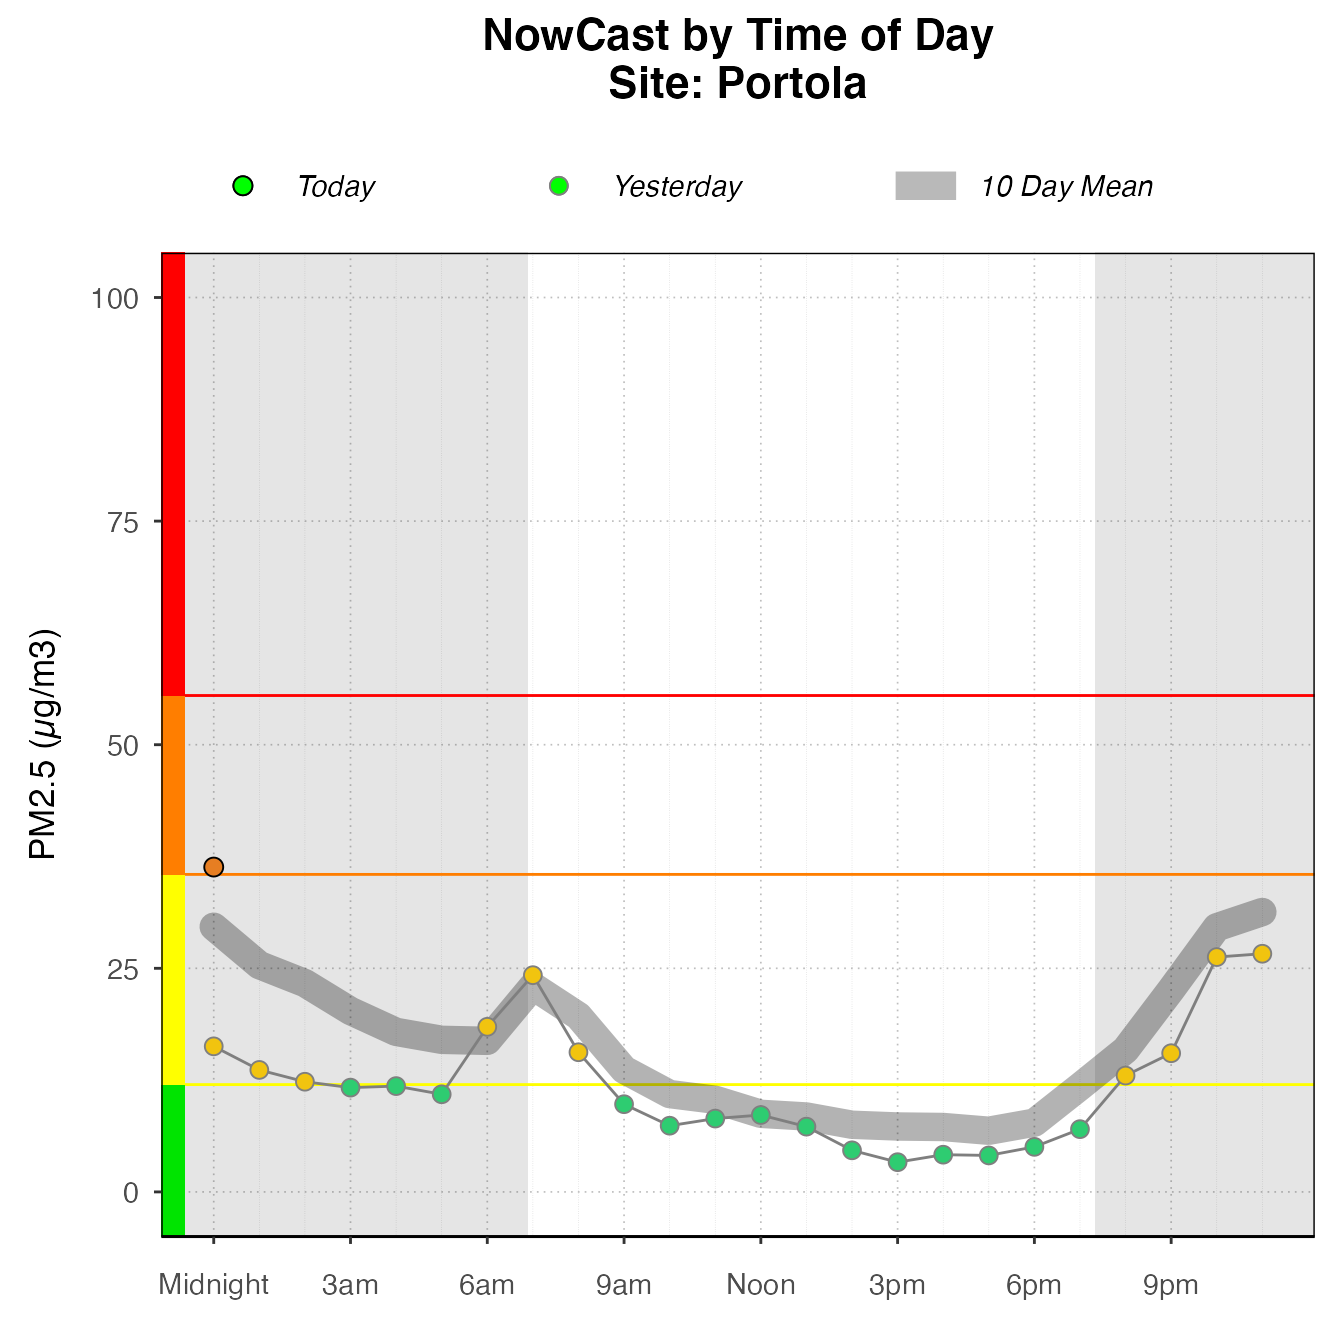 NowCast by Time of Day
Site: Portola
Today
Yesterday
10 Day Mean
100
75
50
25
0
PM2.5 (µg/m3)
Midnight
3am
6am
9am
Noon
3pm
6pm
9pm